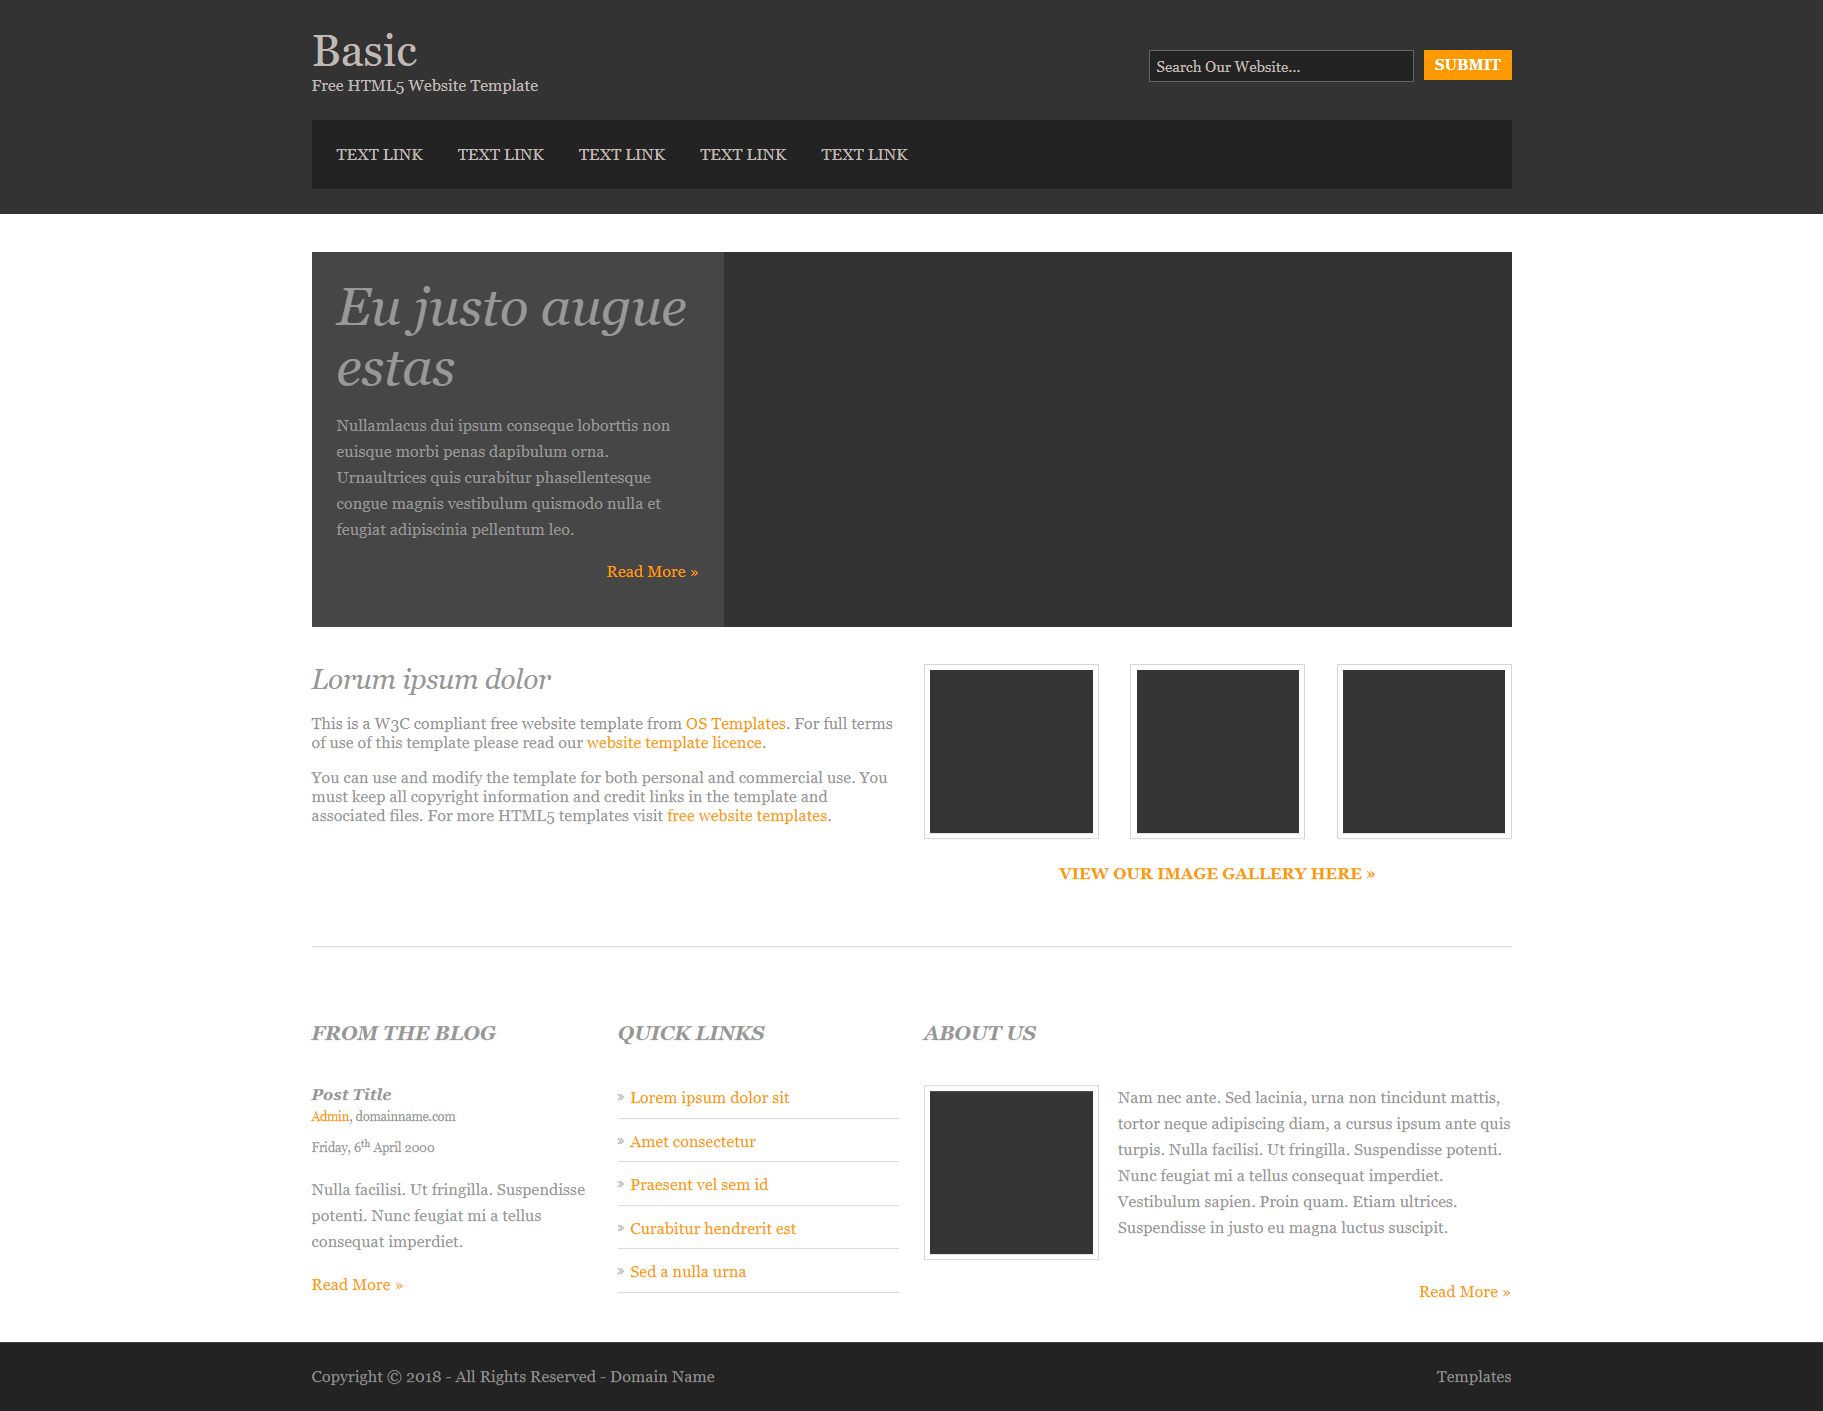 Basic
Free HTML5 Website Template
Search Our Website...
SUBMIT
TEXT LINK TEXT LINK TEXT LINK TEXT LINK TEXT LINK
Eu justo augue
estas
Nullamlacus dui ipsum conseque loborttis non
euisque morbi penas dapibulum orna.
Urnaultrices quis curabitur phasellentesque
congue magnis vestibulum quismodo nulla et
feugiat adipiscinia pellentum leo.
Read More »
Lorum ipsum dolor
This is a W3C compliant free website template from OS Templates. For full terms
of use of this template please read our website template licence.
You can use and modify the template for both personal and commercial use. You
must keep all copyright information and credit links in the template and
associated files. For more HTML5 templates visit free website templates.
VIEW OUR IMAGE GALLERY HERE »
FROM THE BLOG
Post Title
Admin, domainname.com
Friday, 6th April 2000
Nulla facilisi. Ut fringilla. Suspendisse
potenti. Nunc feugiat mi a tellus
consequat imperdiet.
Read More »
QUICK LINKS
» Lorem ipsum dolor sit
» Amet consectetur
» Praesent vel sem id
» Curabitur hendrerit est
» Sed a nulla urna
ABOUT US
Nam nec ante. Sed lacinia, urna non tincidunt mattis,
tortor neque adipiscing diam, a cursus ipsum ante quis
turpis. Nulla facilisi. Ut fringilla. Suspendisse potenti.
Nunc feugiat mi a tellus consequat imperdiet.
Vestibulum sapien. Proin quam. Etiam ultrices.
Suspendisse in justo eu magna luctus suscipit.
Read More »
Copyright © 2018 - All Rights Reserved - Domain Name
Templates